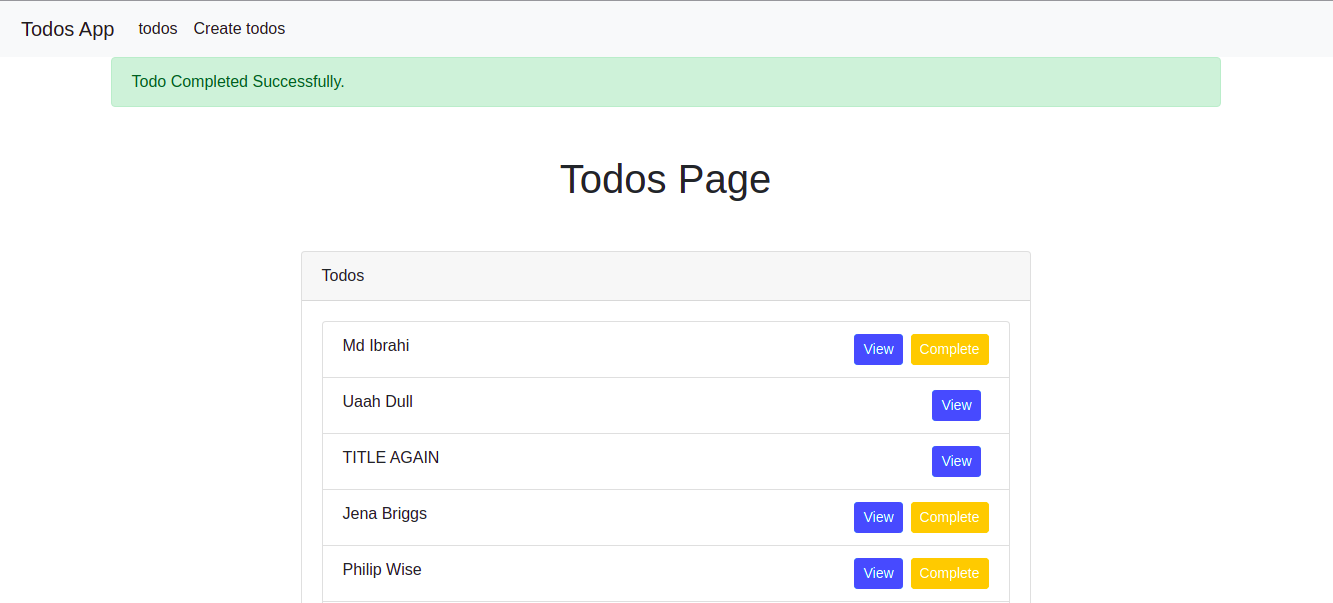 Todos App todos Create todos
Todo Completed Successfully.
Todos Page
Todos
Md Ibrahi View Complete
Uaah Dull View
TITLE AGAIN View
Jena Briggs View Complete
Philip Wise View Complete